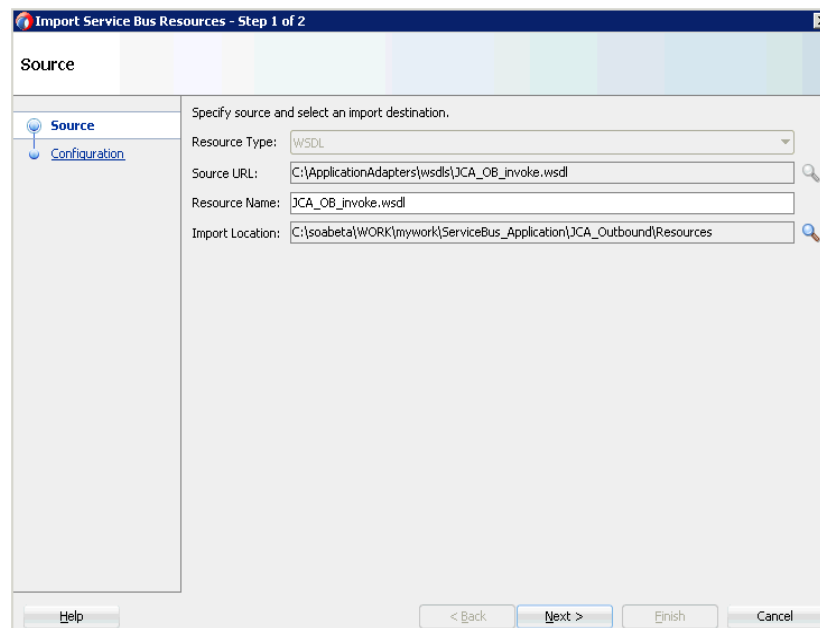 Import Service Bus Resources - Step 1 of 2
Source
Source
Configuration
Specify source and select an import destination.
Resource Type: WSDL
Source URL: C:\ApplicationAdapters\wsdls\JCA_OB_invoke.wsdl
Resource Name: JCA_OB_invoke.wsdl
Import Location: C:\soabeta\WORK\mywork\ServiceBus_Application\JCA_Outbound\Resources
Help < Back Next > Finish Cancel